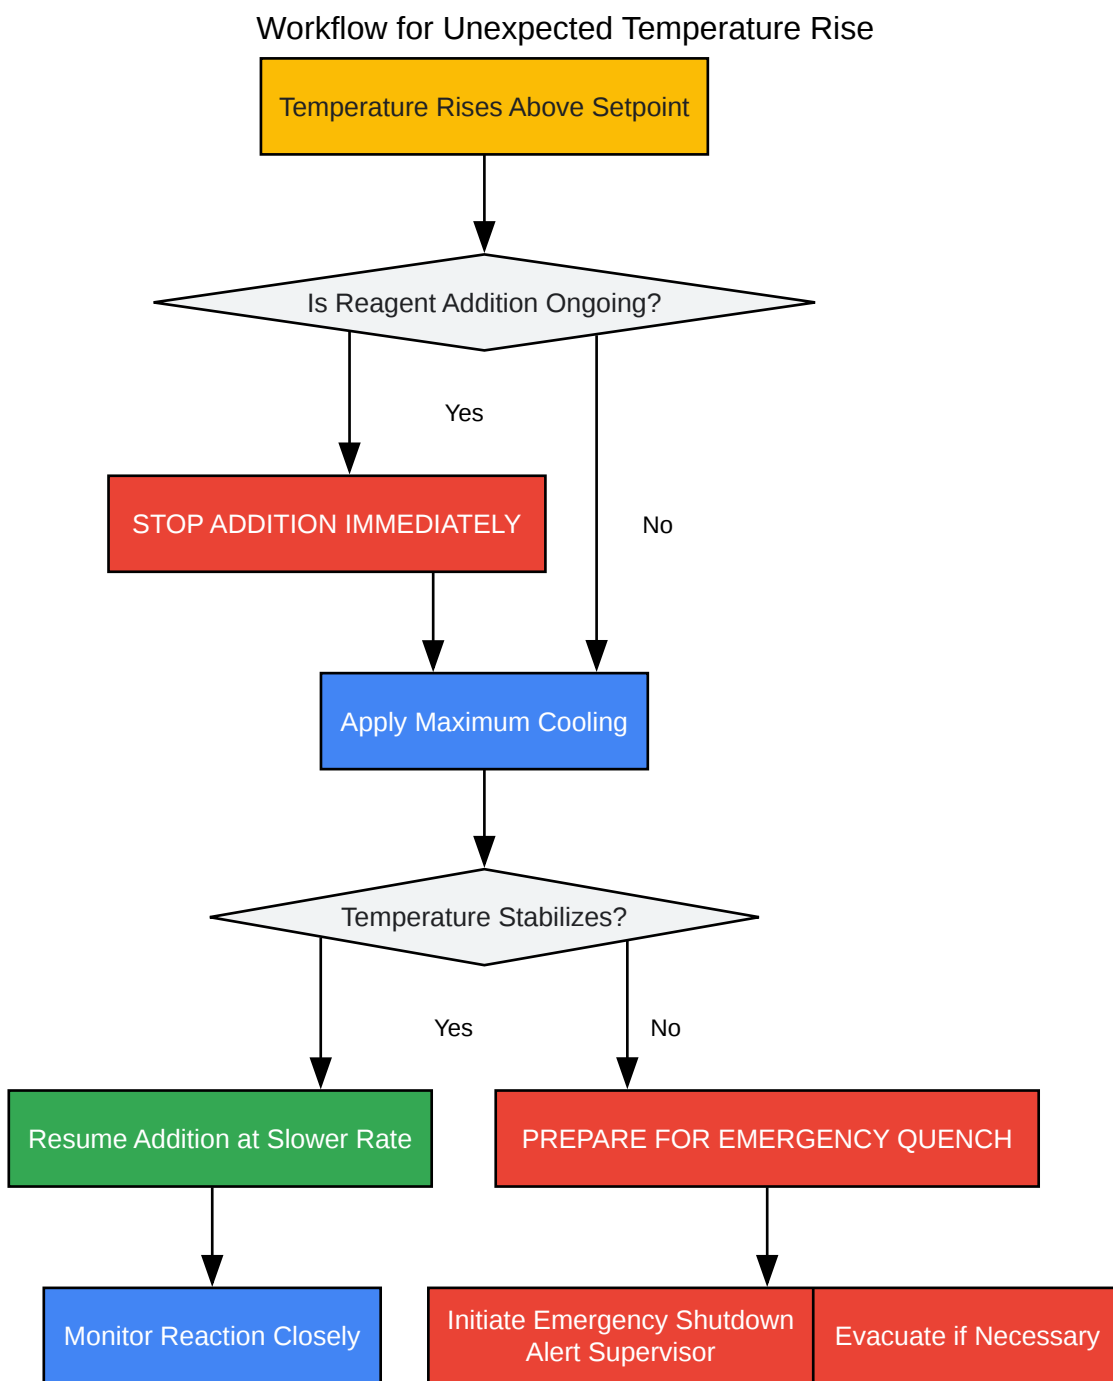 Workflow for Unexpected Temperature Rise
Temperature Rises Above Setpoint
Is Reagent Addition Ongoing?
Yes
STOP ADDITION IMMEDIATELY
No
Apply Maximum Cooling
Temperature Stabilizes?
Yes
No
Resume Addition at Slower Rate
PREPARE FOR EMERGENCY QUENCH
Monitor Reaction Closely
Initiate Emergency Shutdown
Alert Supervisor
Evacuate if Necessary